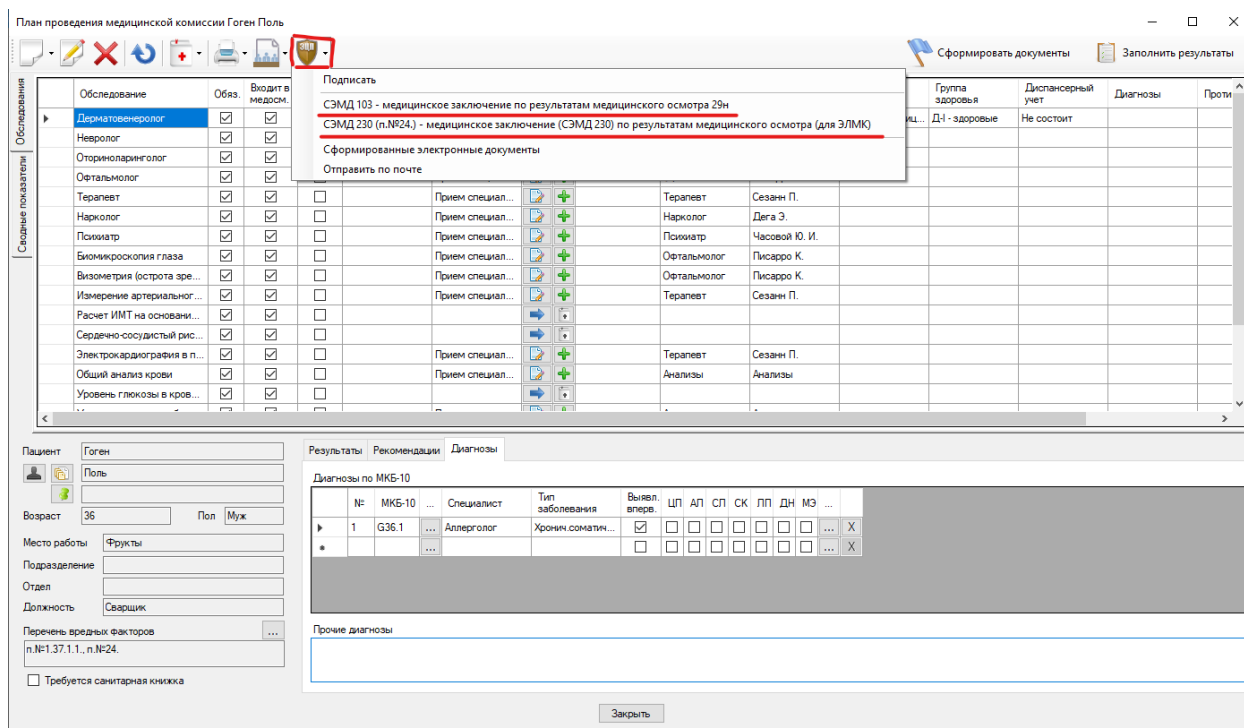 План проведения медицинской комиссии Гоген Поль
ЭЦП Сформировать документы Заполнить результаты
Подписать
СЭМД 103 - медицинское заключение по результатам медицинского осмотра 29н
СЭМД 230 (п.№24.) - медицинское заключение (СЭМД 230) по результатам медицинского осмотра (для ЭЛМК)
Сформированные электронные документы
Отправить по почте
Обследования
Сводные показатели
Обследование Обяз. Входит в медосм. Группа здоровья Диспансерный учет Диагнозы Проти
Дерматовенеролог Д-I - здоровые Не состоит
Невролог
Оториноларинголог
Офтальмолог
Терапевт Прием специал... Терапевт Сезанн П.
Нарколог Прием специал... Нарколог Дега Э.
Психиатр Прием специал... Психиатр Часовой Ю. И.
Биомикроскопия глаза Прием специал... Офтальмолог Писарро К.
Визометрия (острота зре... Прием специал... Офтальмолог Писарро К.
Измерение артериальног... Прием специал... Терапевт Сезанн П.
Расчет ИМТ на основани...
Сердечно-сосудистый рис...
Электрокардиография в п... Прием специал... Терапевт Сезанн П.
Общий анализ крови Прием специал... Анализы Анализы
Уровень глюкозы в кров...
Пациент Гоген
Поль
Возраст 36 Пол Муж
Место работы Фрукты
Подразделение
Отдел
Должность Сварщик
Перечень вредных факторов ...
п.№1.37.1.1., п.№24.
Требуется санитарная книжка
Результаты Рекомендации Диагнозы
Диагнозы по МКБ-10
№ МКБ-10 ... Специалист Тип заболевания Выявл. вперв. ЦП АП СЛ СК ЛП ДН МЭ ...
1 G36.1 ... Аллерголог Хронич.соматич... ... X
... ... X
Прочие диагнозы
Закрыть